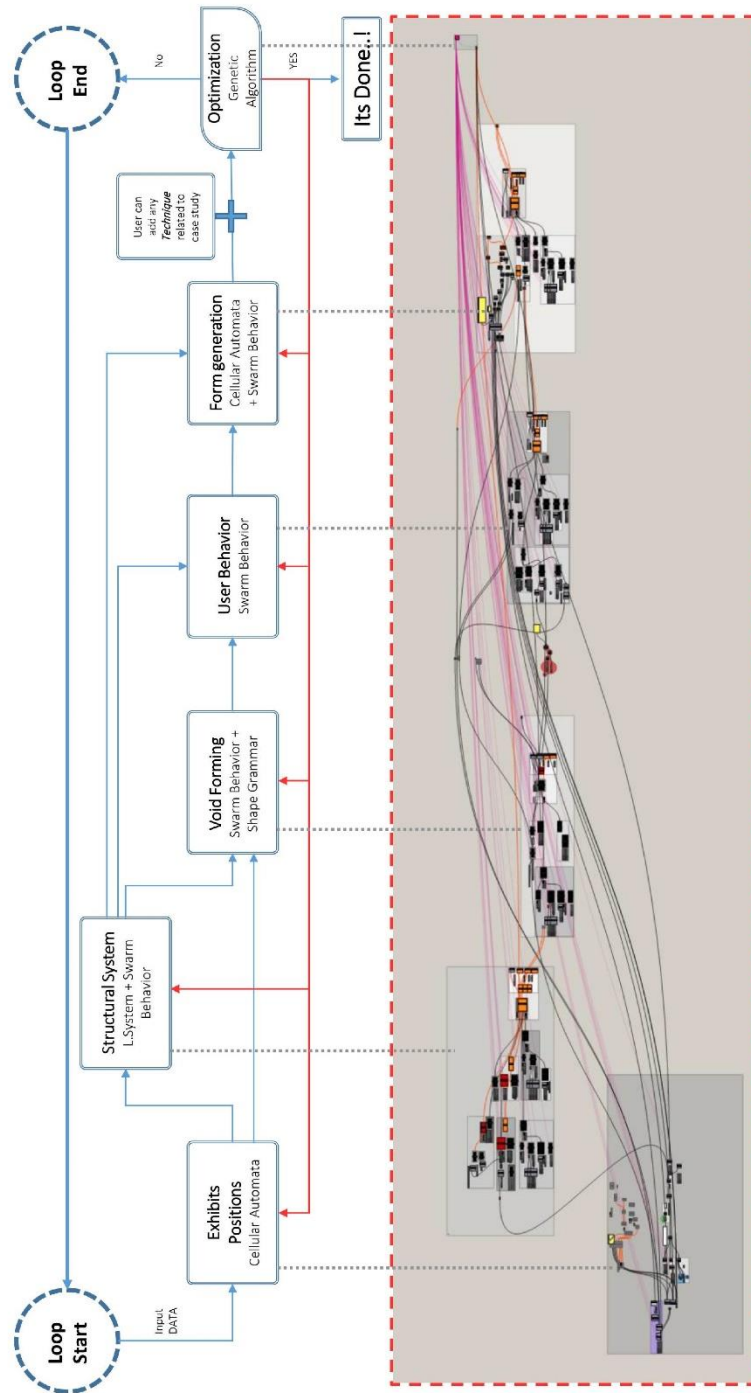 Loop
Start
Input
DATA
Exhibits
Positions
Cellular Automata
Structural System
L.System + Swarm
Behavior
Void Forming
Swarm Behavior +
Shape Grammar
User Behavior
Swarm Behavior
Form generation
Cellular Automata
+ Swarm Behavior
User can
add any
Technique
related to
case study
Optimization
Genetic
Algorithm
No
YES
Loop
End
Its Done..!